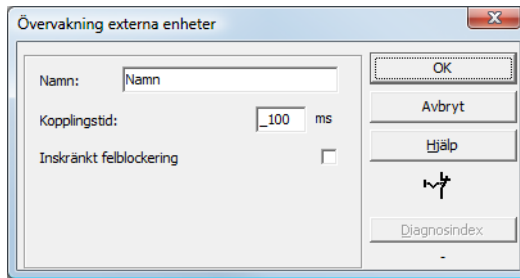 Övervakning externa enheter
Namn: Namn
Kopplingstid: _100 ms
Inskränkt felblockering
OK
Avbryt
Hjälp
Diagnosindex
-